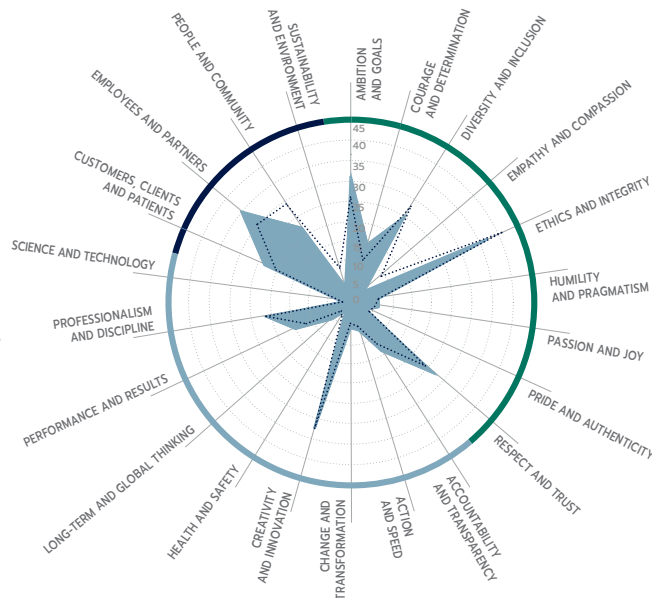 AMBITION
AND GOALS
COURAGE
AND DETERMINATION
DIVERSITY AND INCLUSION
EMPATHY AND COMPASSION
ETHICS AND INTEGRITY
HUMILITY
AND PRAGMATISM
PASSION AND JOY
PRIDE AND AUTHENTICITY
RESPECT AND TRUST
ACCOUNTABILITY
AND TRANSPARENCY
ACTION
AND SPEED
CHANGE AND
TRANSFORMATION
CREATIVITY
AND INNOVATION
HEALTH AND SAFETY
LONG-TERM AND GLOBAL THINKING
PERFORMANCE AND RESULTS
PROFESSIONALISM
AND DISCIPLINE
SCIENCE AND TECHNOLOGY
CUSTOMERS, CLIENTS
AND PATIENTS
EMPLOYEES AND PARTNERS
PEOPLE AND COMMUNITY
SUSTAINABILITY
AND ENVIRONMENT
45
40
35
30
10
5
0